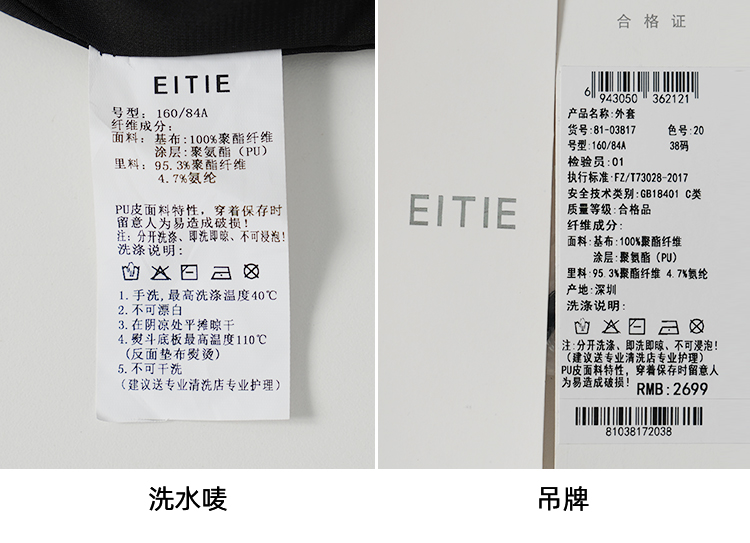 EITIE
号型: 160/84A
纤维成分:
面料: 基布:100%聚酯纤维
涂层:聚氨酯 (PU)
里料: 95.3%聚酯纤维
4.7%氨纶
PU皮面料特性, 穿着保存时
留意人为易造成破损!
注: 分开洗涤、即洗即晾、不可浸泡!
洗涤说明:
1.手洗,最高洗涤温度40℃
2.不可漂白
3.在阴凉处平摊晾干
4.熨斗底板最高温度110℃
(反面垫布熨烫)
5.不可干洗
(建议送专业清洗店专业护理)
洗水唛
EITIE
合格证
6 943050 362121
产品名称:外套
货号:81-03817 色号:20
号型:160/84A 38码
检验员:01
执行标准:FZ/T73028-2017
安全技术类别:GB18401 C类
质量等级:合格品
纤维成分:
面料:基布:100%聚酯纤维
涂层:聚氨酯 (PU)
里料:95.3%聚酯纤维 4.7%氨纶
产地:深圳
洗涤说明:
注:分开洗涤、即洗即晾、不可浸泡!
(建议送专业清洗店专业护理)
PU皮面料特性, 穿着保存时留意人
为易造成破损!
RMB:2699
81038172038
吊牌